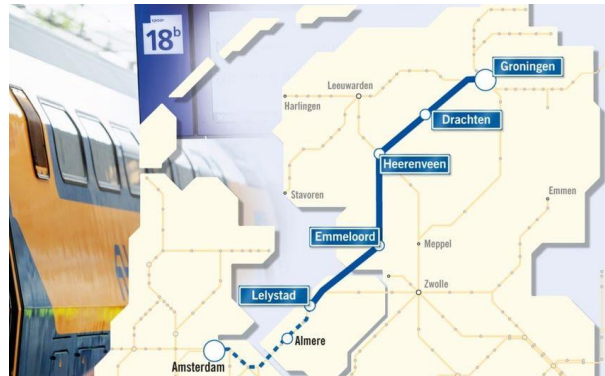 18b
Groningen
Leeuwarden
Harlingen
Drachten
Heerenveen
Stavoren
Emmen
Emmeloord
Meppel
Zwolle
Lelystad
Almere
Amsterdam